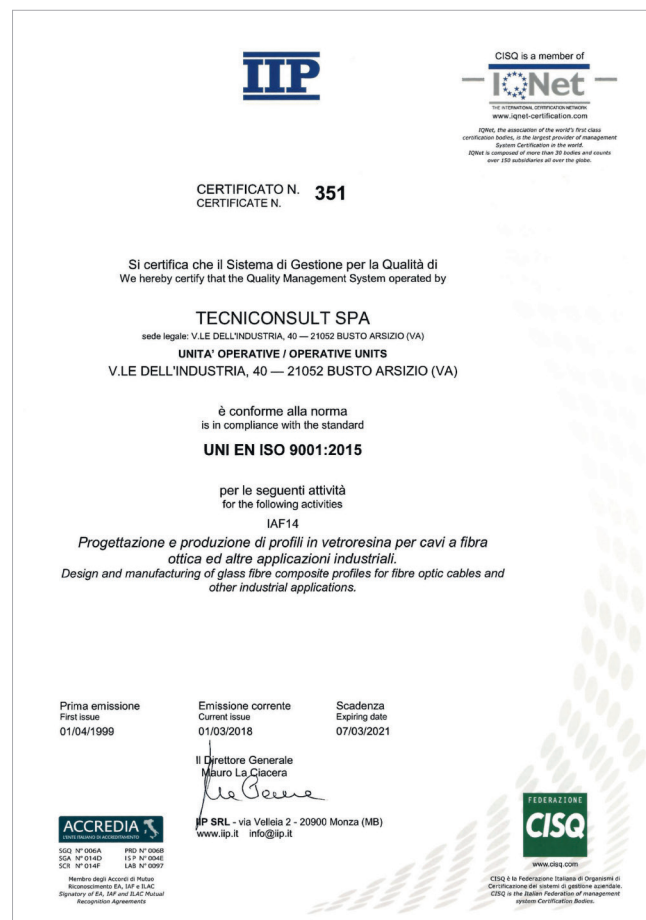 IIP
CISQ is a member of
IQNet
THE INTERNATIONAL CERTIFICATION NETWORK
www.iqnet-certification.com
IQNet, the association of the world's first class
certification bodies, is the largest provider of management
System Certification in the world.
IQNet is composed of more than 30 bodies and counts
over 150 subsidiaries all over the globe.
CERTIFICATO N. 351
CERTIFICATE N.
Si certifica che il Sistema di Gestione per la Qualità di
We hereby certify that the Quality Management System operated by
TECNICONSULT SPA
sede legale: V.LE DELL'INDUSTRIA, 40 — 21052 BUSTO ARSIZIO (VA)
UNITA' OPERATIVE / OPERATIVE UNITS
V.LE DELL'INDUSTRIA, 40 — 21052 BUSTO ARSIZIO (VA)
è conforme alla norma
is in compliance with the standard
UNI EN ISO 9001:2015
per le seguenti attività
for the following activities
IAF14
Progettazione e produzione di profili in vetroresina per cavi a fibra
ottica ed altre applicazioni industriali.
Design and manufacturing of glass fibre composite profiles for fibre optic cables and
other industrial applications.
Prima emissione
First issue
01/04/1999
Emissione corrente
Current issue
01/03/2018
Scadenza
Expiring date
07/03/2021
Il Direttore Generale
Mauro La Ciacera
IIP SRL - via Velleia 2 - 20900 Monza (MB)
www.iip.it info@iip.it
ACCREDIA
L'ENTE ITALIANO DI ACCREDITAMENTO
SGQ N° 006A PRD N° 006B
SGA N° 014D ISP N° 004E
SCR N° 014F LAB N° 0097
Membro degli Accordi di Mutuo
Riconoscimento EA, IAF e ILAC
Signatory of EA, IAF and ILAC Mutual
Recognition Agreements
FEDERAZIONE
CISQ
www.cisq.com
CISQ è la Federazione Italiana di Organismi di
Certificazione dei sistemi di gestione aziendale.
CISQ is the Italian Federation of management
system Certification Bodies.